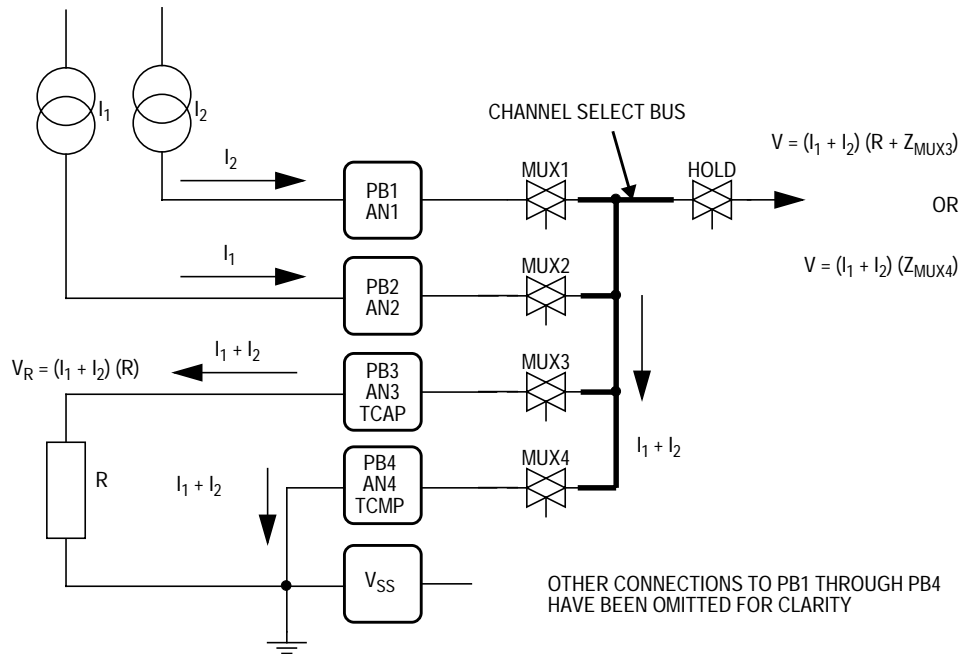 I1
I2
CHANNEL SELECT BUS
V = (I1 + I2) (R + ZMUX3)
OR
V = (I1 + I2) (ZMUX4)
I2
PB1
AN1
MUX1
HOLD
I1
PB2
AN2
MUX2
VR = (I1 + I2) (R)
I1 + I2
PB3
AN3
TCAP
MUX3
I1 + I2
R
I1 + I2
PB4
AN4
TCMP
MUX4
VSS
OTHER CONNECTIONS TO PB1 THROUGH PB4
HAVE BEEN OMITTED FOR CLARITY